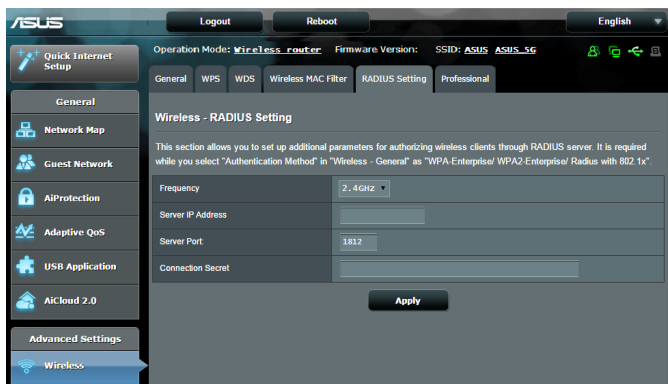 ASUS
Logout
Reboot
English
Quick Internet
Setup
Operation Mode: Wireless router Firmware Version: SSID: ASUS ASUS_5G
General WPS WDS Wireless MAC Filter RADIUS Setting Professional
General
Network Map
Guest Network
AiProtection
Adaptive QoS
USB Application
AiCloud 2.0
Advanced Settings
Wireless
Wireless - RADIUS Setting
This section allows you to set up additional parameters for authorizing wireless clients through RADIUS server. It is required
while you select "Authentication Method" in "Wireless - General" as "WPA-Enterprise/ WPA2-Enterprise/ Radius with 802.1x".
Frequency 2.4GHz
Server IP Address
Server Port: 1812
Connection Secret
Apply